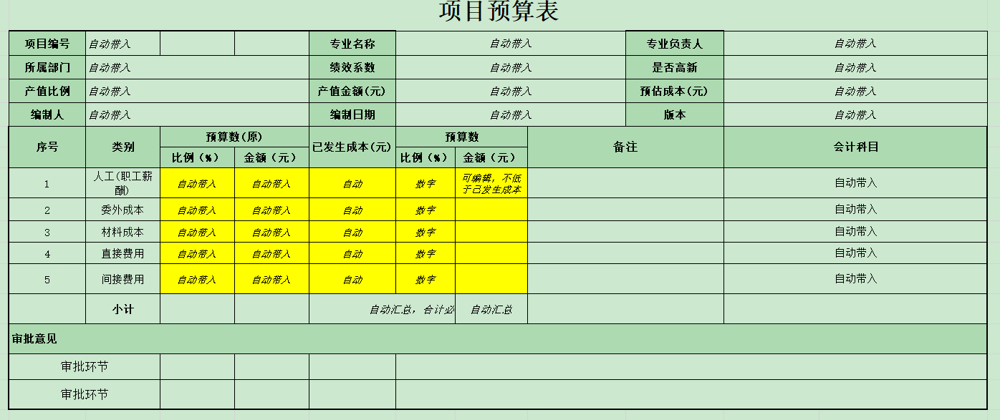 项目预算表
项目编号 自动带入 专业名称 自动带入 专业负责人 自动带入
所属部门 自动带入 绩效系数 自动带入 是否高新 自动带入
产值比例 自动带入 产值金额(元) 自动带入 预估成本(元) 自动带入
编制人 自动带入 编制日期 自动带入 版本 自动带入
序号 类别 预算数(原) 已发生成本(元) 预算数 备注 会计科目
比例（%） 金额（元） 比例（%） 金额（元）
1 人工(职工薪 自动带入 自动带入 自动 数字 可编辑，不低 自动带入
酬) 于已发生成本
2 委外成本 自动带入 自动带入 自动 数字 自动带入
3 材料成本 自动带入 自动带入 自动 数字 自动带入
4 直接费用 自动带入 自动带入 自动 数字 自动带入
5 间接费用 自动带入 自动带入 自动 数字 自动带入
小计 自动汇总，合计必 自动汇总
审批意见
审批环节
审批环节